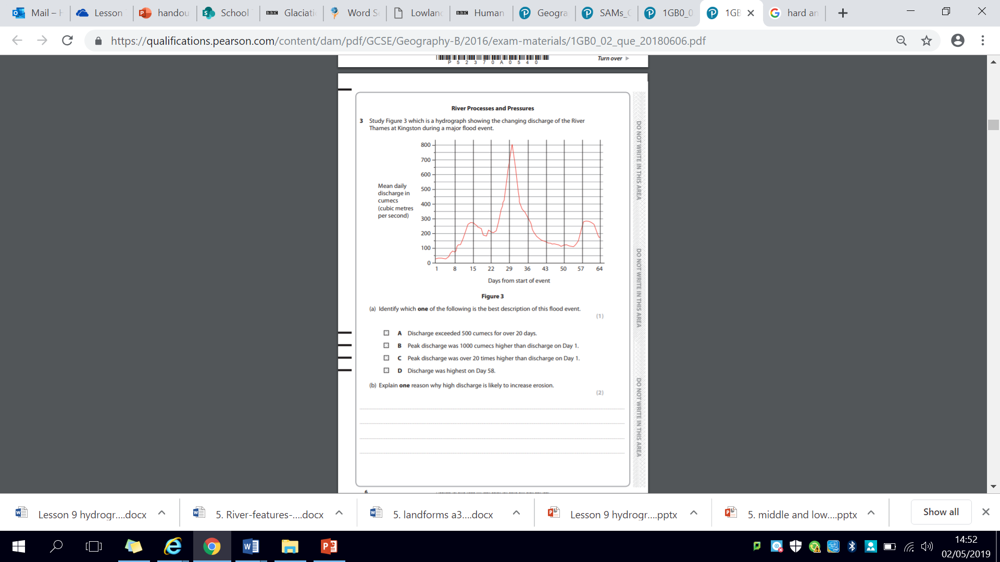 Mail – H
Lesson
handou
School
BBC Glaciati
Word Se
Lowlanc
BBC Human
Geogra
SAMs_G
1GB0_0
1GB
hard an
https://qualifications.pearson.com/content/dam/pdf/GCSE/Geography-B/2016/exam-materials/1GB0_02_que_20180606.pdf
P 5 2 3 7 0 A 0 5 4 0
Turn over
River Processes and Pressures
3 Study Figure 3 which is a hydrograph showing the changing discharge of the River
Thames at Kingston during a major flood event.
800
700
600
500
400
300
200
100
0
Mean daily
discharge in
cumecs
(cubic metres
per second)
1 8 15 22 29 36 43 50 57 64
Days from start of event
Figure 3
(a) Identify which one of the following is the best description of this flood event.
(1)
A Discharge exceeded 500 cumecs for over 20 days.
B Peak discharge was 1000 cumecs higher than discharge on Day 1.
C Peak discharge was over 20 times higher than discharge on Day 1.
D Discharge was highest on Day 58.
(b) Explain one reason why high discharge is likely to increase erosion.
(2)
DO NOT WRITE IN THIS AREA
DO NOT WRITE IN THIS AREA
DO NOT WRITE IN THIS AREA
6
Lesson 9 hydrogr....docx
5. River-features-....docx
5. landforms a3....docx
Lesson 9 hydrogr....pptx
5. middle and low....pptx
Show all
14:52
02/05/2019